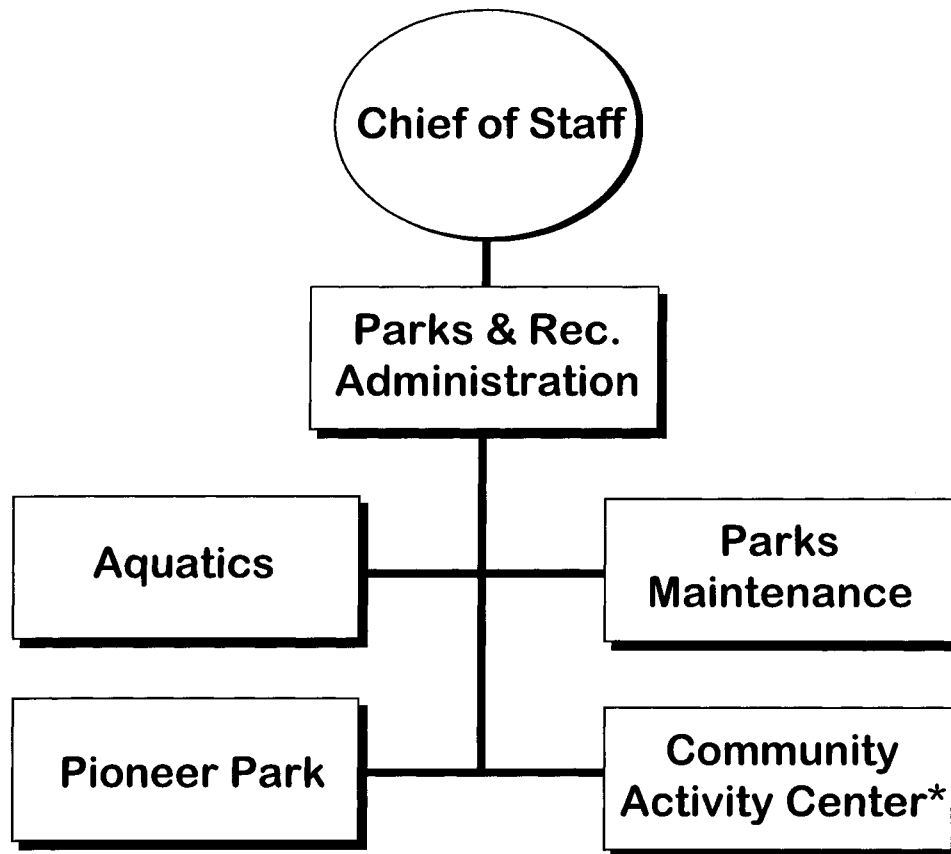 Chief of Staff
Parks & Rec.
Administration
Aquatics
Parks
Maintenance
Pioneer Park
Community
Activity Center*